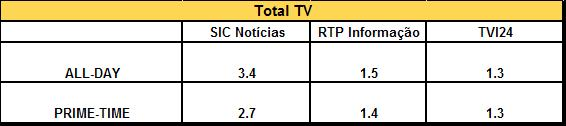 Total TV
SIC Notícias RTP Informação TVI24
ALL-DAY 3.4 1.5 1.3
PRIME-TIME 2.7 1.4 1.3